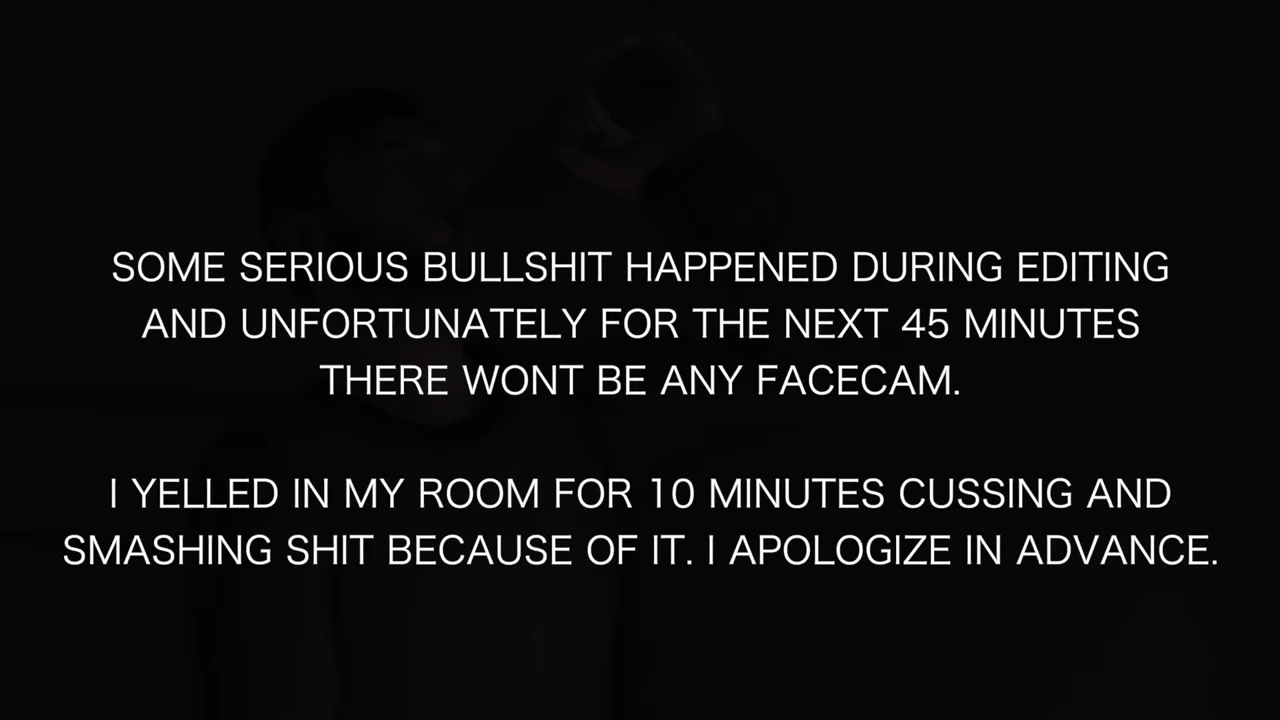 SOME SERIOUS BULLSHIT HAPPENED DURING EDITING
AND UNFORTUNATELY FOR THE NEXT 45 MINUTES
THERE WONT BE ANY FACECAM.
I YELLED IN MY ROOM FOR 10 MINUTES CUSSING AND
SMASHING SHIT BECAUSE OF IT. I APOLOGIZE IN ADVANCE.